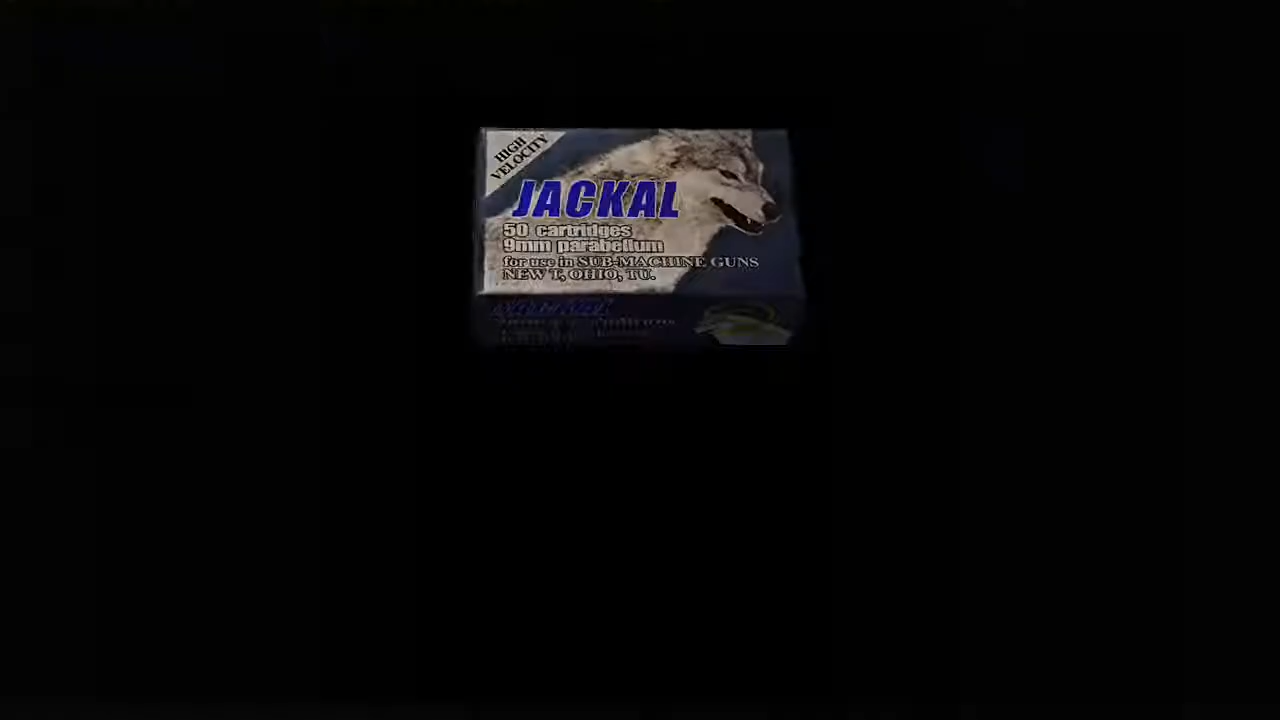 HIGH
VELOCITY
JACKAL
50 cartridges
9mm parabellum
for use in SUB-MACHINE GUNS
NEW T, OHIO, TU.